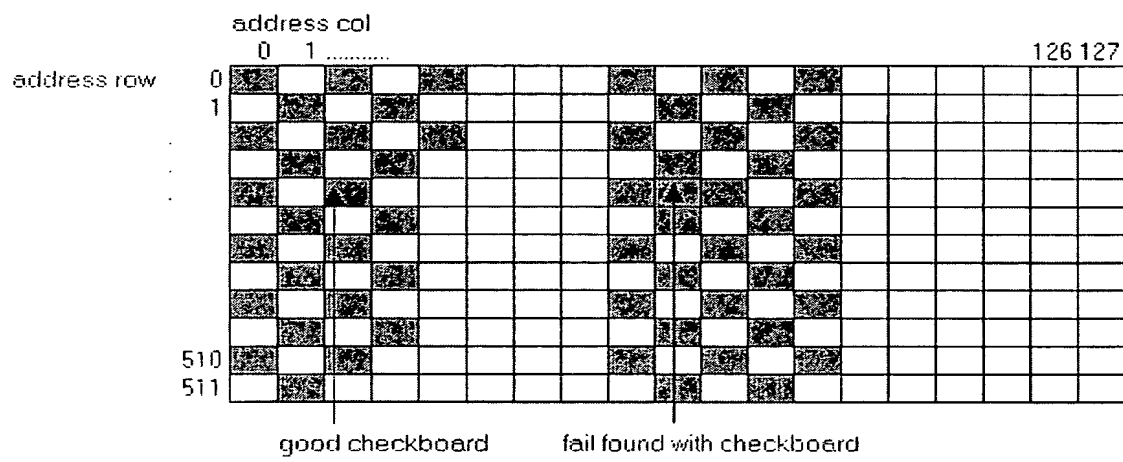 address col
0 1 ........... 126 127
address row 0
1
.
.
.
510
511
good checkboard fail found with checkboard